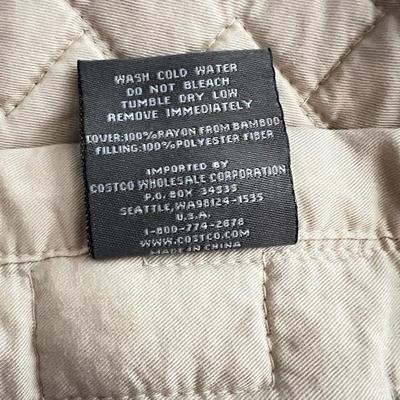 WASH COLD WATER
DO NOT BLEACH
TUMBLE DRY LOW
REMOVE IMMEDIATELY
COVER:100%RAYON FROM BAMBOO
FILLING:100%POLYESTER FIBER
IMPORTED BY
COSTCO WHOLESALE CORPORATION
P.O. BOX 34535
SEATTLE,WA98124-1535
U.S.A.
1-800-774-2678
WWW.COSTCO.COM
MADE IN CHINA